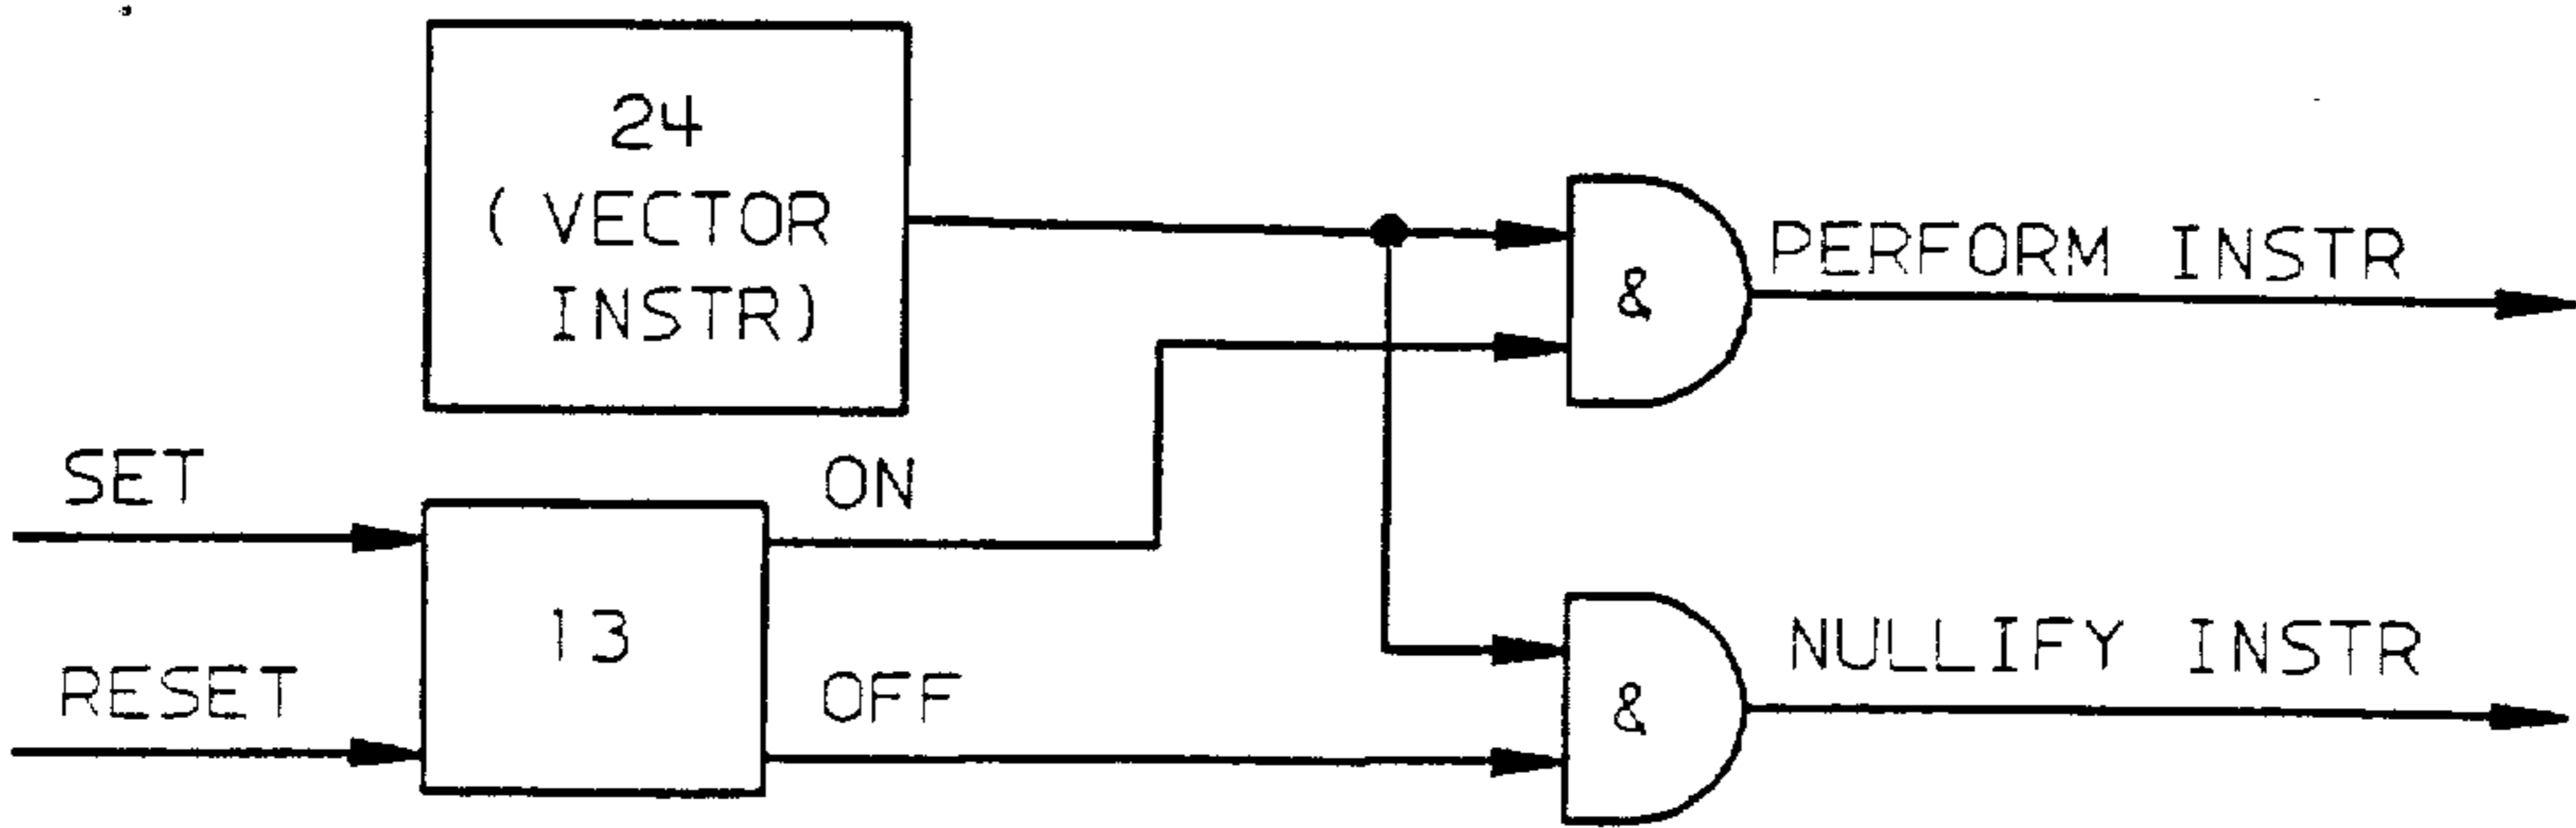 24
( VECTOR
INSTR)
&
PERFORM INSTR
SET
ON
13
RESET
OFF
&
NULLIFY INSTR